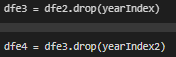 dfe3 = dfe2.drop(yearIndex)
dfe4 = dfe3.drop(yearIndex2)